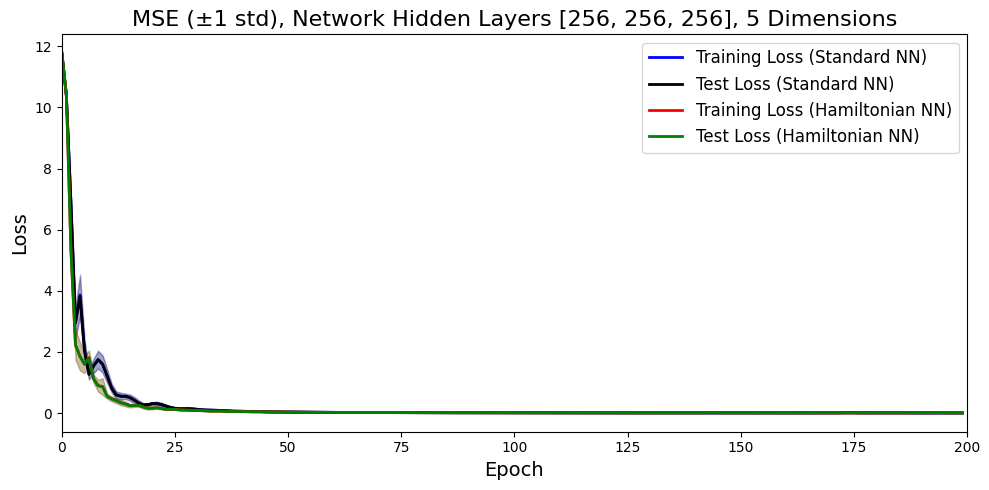 MSE (±1 std), Network Hidden Layers [256, 256, 256], 5 Dimensions
Training Loss (Standard NN)
Test Loss (Standard NN)
Training Loss (Hamiltonian NN)
Test Loss (Hamiltonian NN)
Loss
12
10
8
6
4
2
0
0 25 50 75 100 125 150 175 200
Epoch